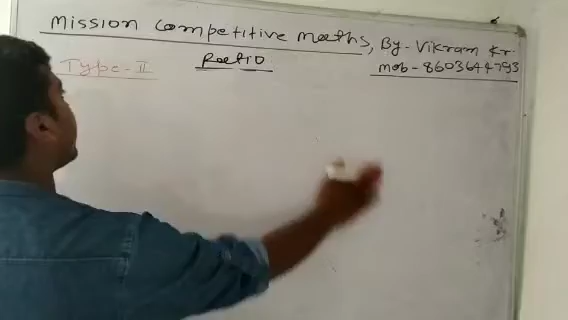 Mission Competitive maths, By- Vikram Kr.
Type-II Ratio mob- 8603644793